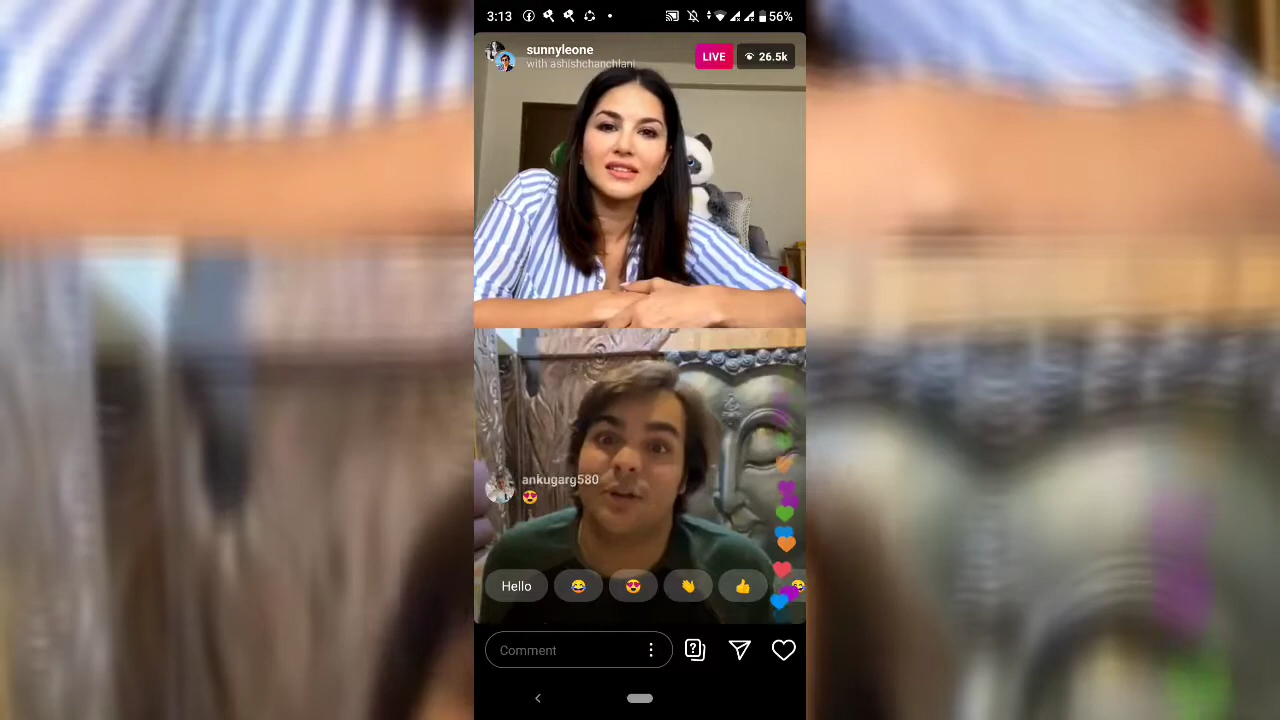 3:13
56%
sunnyleone
with ashishchanchlani
LIVE
26.5k
ankugarg580
😍
Hello 😂 😍 👏 👍
Comment